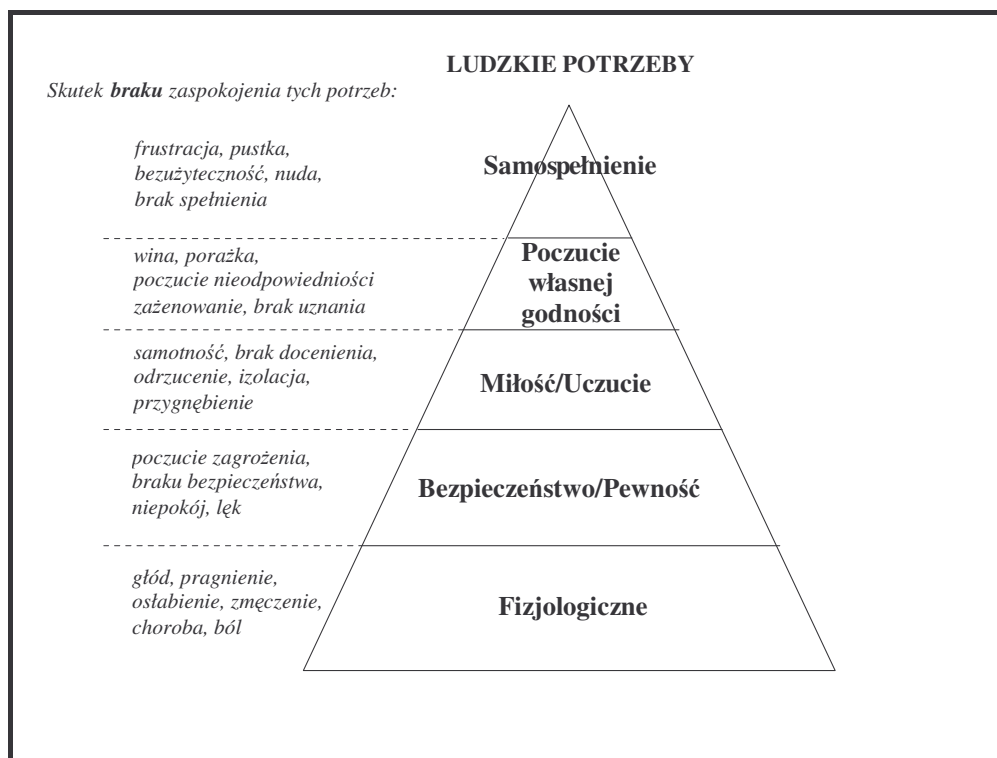 LUDZKIE POTRZEBY
Skutek braku zaspokojenia tych potrzeb:
frustracja, pustka,
bezużyteczność, nuda,
brak spełnienia
Samospełnienie
wina, porażka,
poczucie nieodpowiedniości
zażenowanie, brak uznania
Poczucie
własnej
godności
samotność, brak docenienia,
odrzucenie, izolacja,
przygnębienie
Miłość/Uczucie
poczucie zagrożenia,
braku bezpieczeństwa,
niepokój, lęk
Bezpieczeństwo/Pewność
głód, pragnienie,
osłabienie, zmęczenie,
choroba, ból
Fizjologiczne